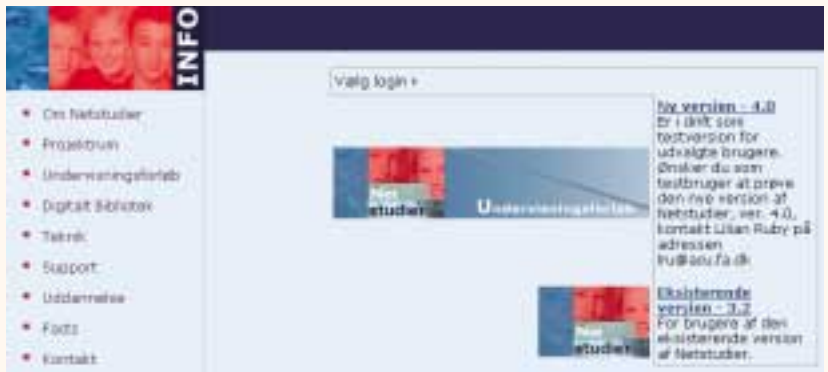 INFO
Om Netstudier
Projektrum
Undervisningsforløb
Digitalt Bibliotek
Teknik
Support
Uddannelse
Facts
Kontakt
Vælg login
Net
studier
Undervisningsforløb
Ny version - 4.0
Er i drift som
testversion for
udvalgte brugere.
Ønsker du som
testbruger at prøve
den nye version af
Netstudier, ver. 4.0,
kontakt Lilian Ruby på
adressen
Net
studier
Eksisterende
version - 3.2
For brugere af den
eksisterende version
af Netstudier.